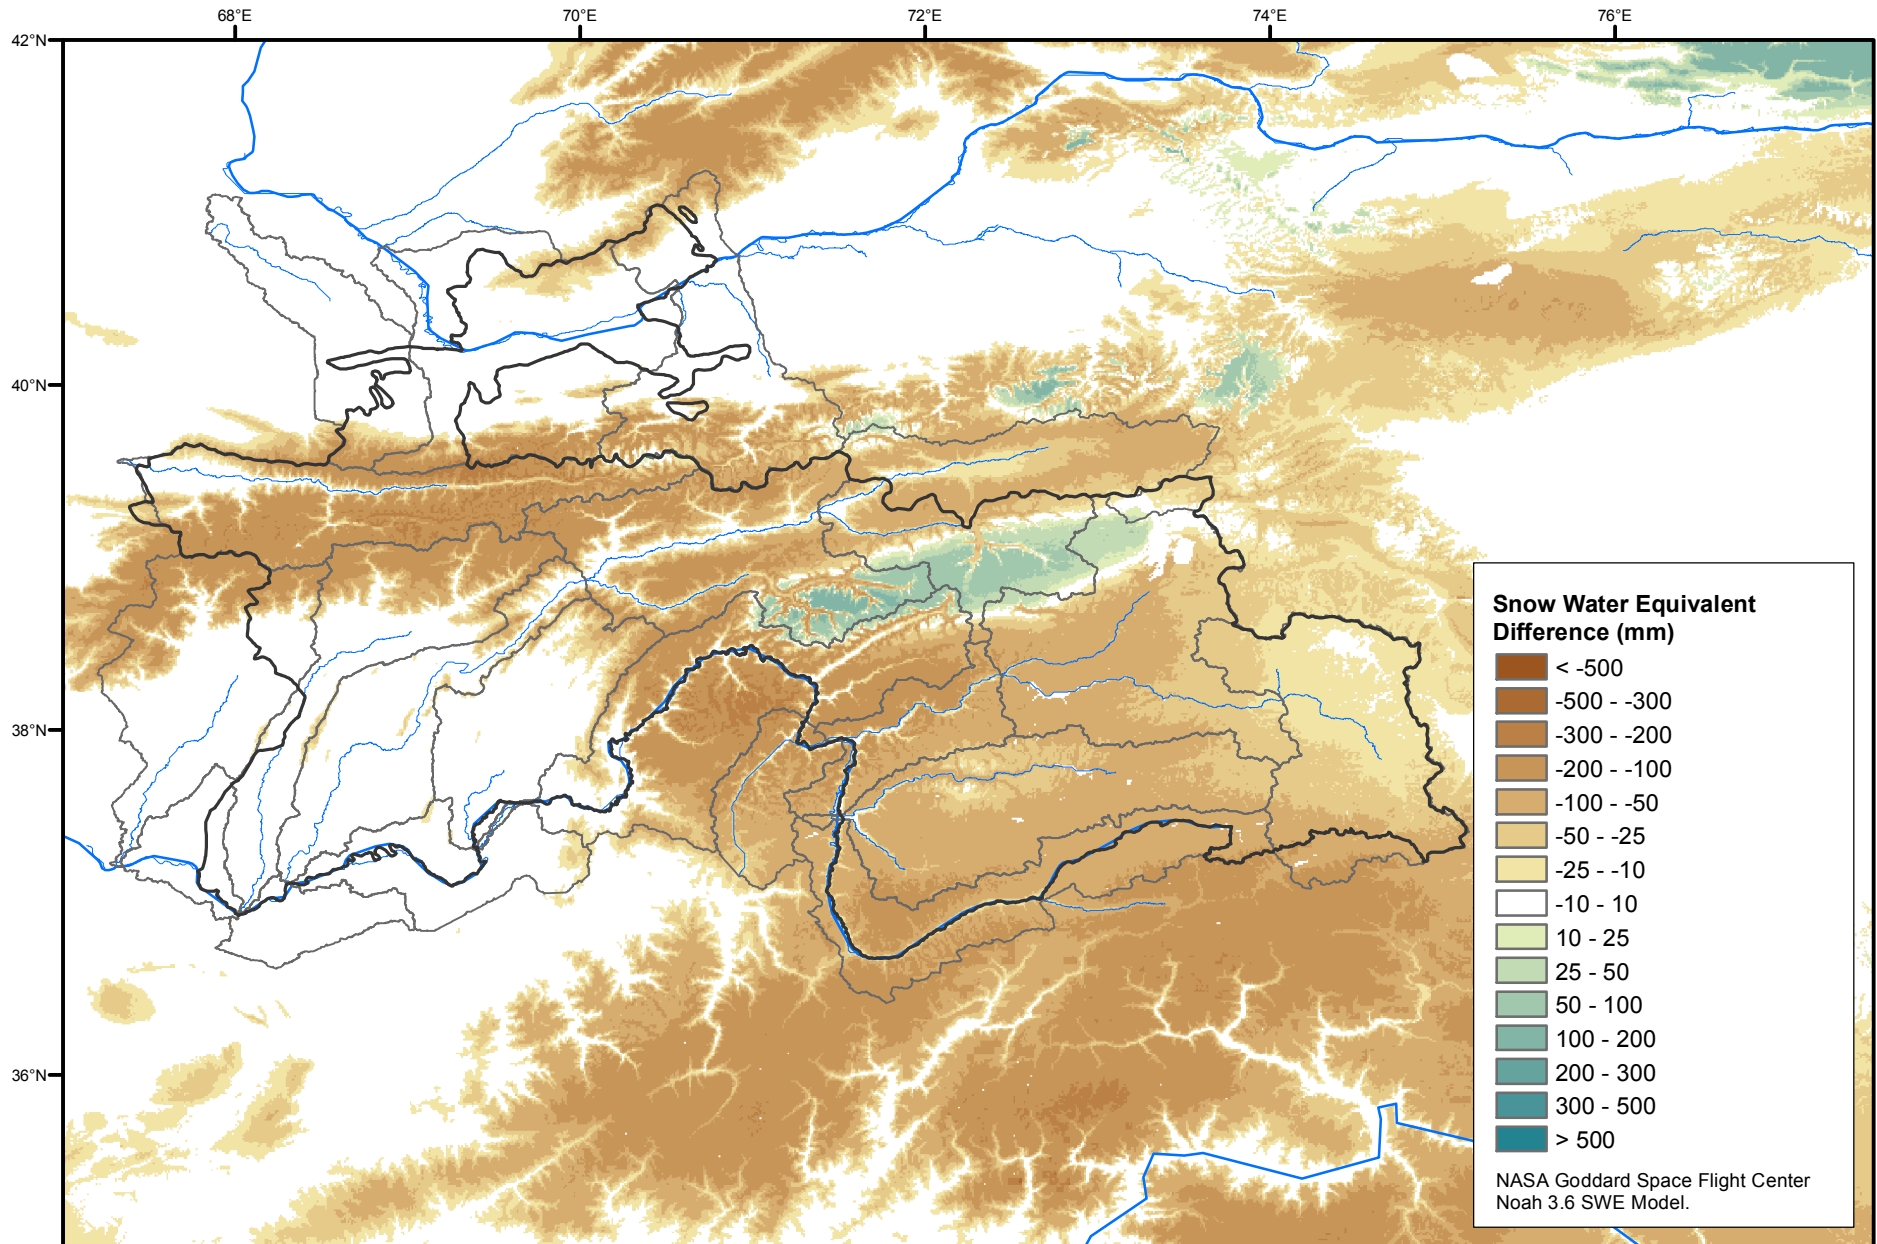 68°E
70°E
72°E
74°E
76°E
42°N
40°N
38°N
36°N
Snow Water Equivalent
Difference (mm)
< -500
-500 - -300
-300 - -200
-200 - -100
-100 - -50
-50 - -25
-25 - -10
-10 - 10
10 - 25
25 - 50
50 - 100
100 - 200
200 - 300
300 - 500
> 500
NASA Goddard Space Flight Center
Noah 3.6 SWE Model.